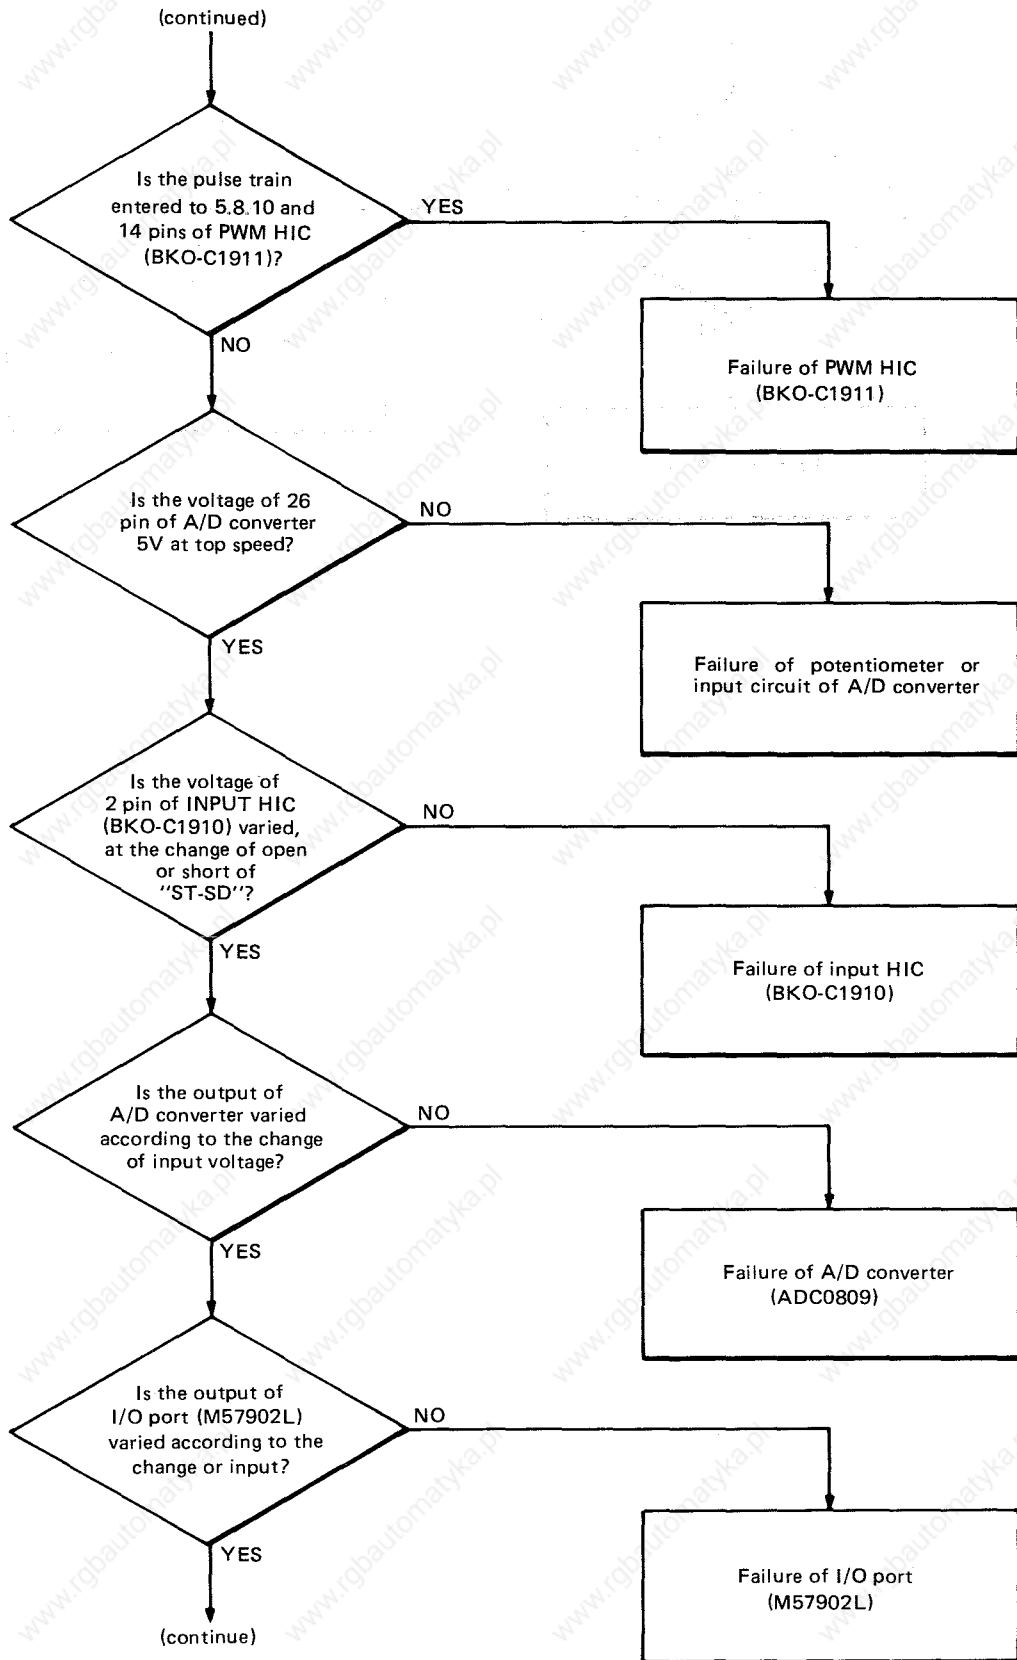 (continued)
Is the pulse train
entered to 5.8.10 and
14 pins of PWM HIC
(BKO-C1911)?
YES
NO
Failure of PWM HIC
(BKO-C1911)
Is the voltage of 26
pin of A/D converter
5V at top speed?
NO
YES
Failure of potentiometer or
input circuit of A/D converter
Is the voltage of
2 pin of INPUT HIC
(BKO-C1910) varied,
at the change of open
or short of
"ST-SD"?
NO
YES
Failure of input HIC
(BKO-C1910)
Is the output of
A/D converter varied
according to the change
of input voltage?
NO
YES
Failure of A/D converter
(ADC0809)
Is the output of
I/O port (M57902L)
varied according to the
change or input?
NO
YES
Failure of I/O port
(M57902L)
(continue)
www.rgbautomatyka.pl